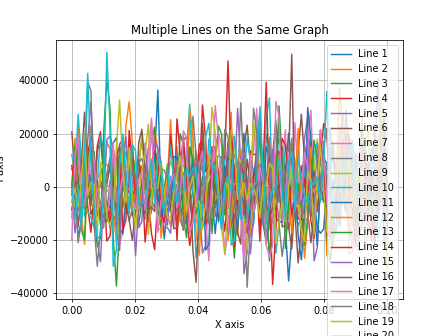 Multiple Lines on the Same Graph
40000
20000
0
−20000
−40000
0.00
0.02
0.04
0.06
X axis
Line 1
Line 2
Line 3
Line 4
Line 5
Line 6
Line 7
Line 8
Line 9
Line 10
Line 11
Line 12
Line 13
Line 14
Line 15
Line 16
Line 17
Line 18
Line 19
Line 20